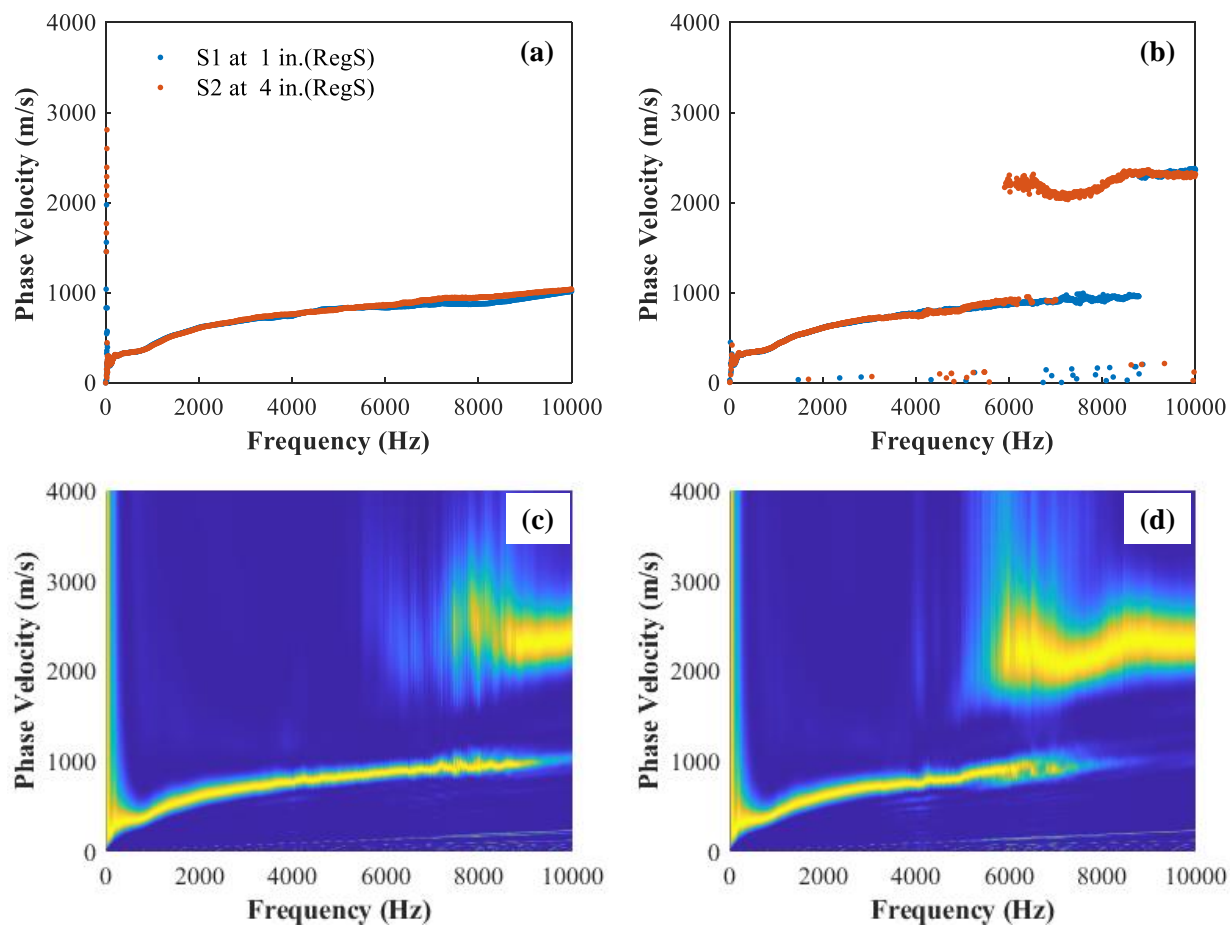 (a)
S1 at 1 in.(RegS)
S2 at 4 in.(RegS)
4000
3000
2000
1000
0
Phase Velocity (m/s)
0 2000 4000 6000 8000 10000
Frequency (Hz)
(b)
4000
3000
2000
1000
0
Phase Velocity (m/s)
0 2000 4000 6000 8000 10000
Frequency (Hz)
(c)
4000
3000
2000
1000
0
Phase Velocity (m/s)
0 2000 4000 6000 8000 10000
Frequency (Hz)
(d)
4000
3000
2000
1000
0
Phase Velocity (m/s)
0 2000 4000 6000 8000 10000
Frequency (Hz)